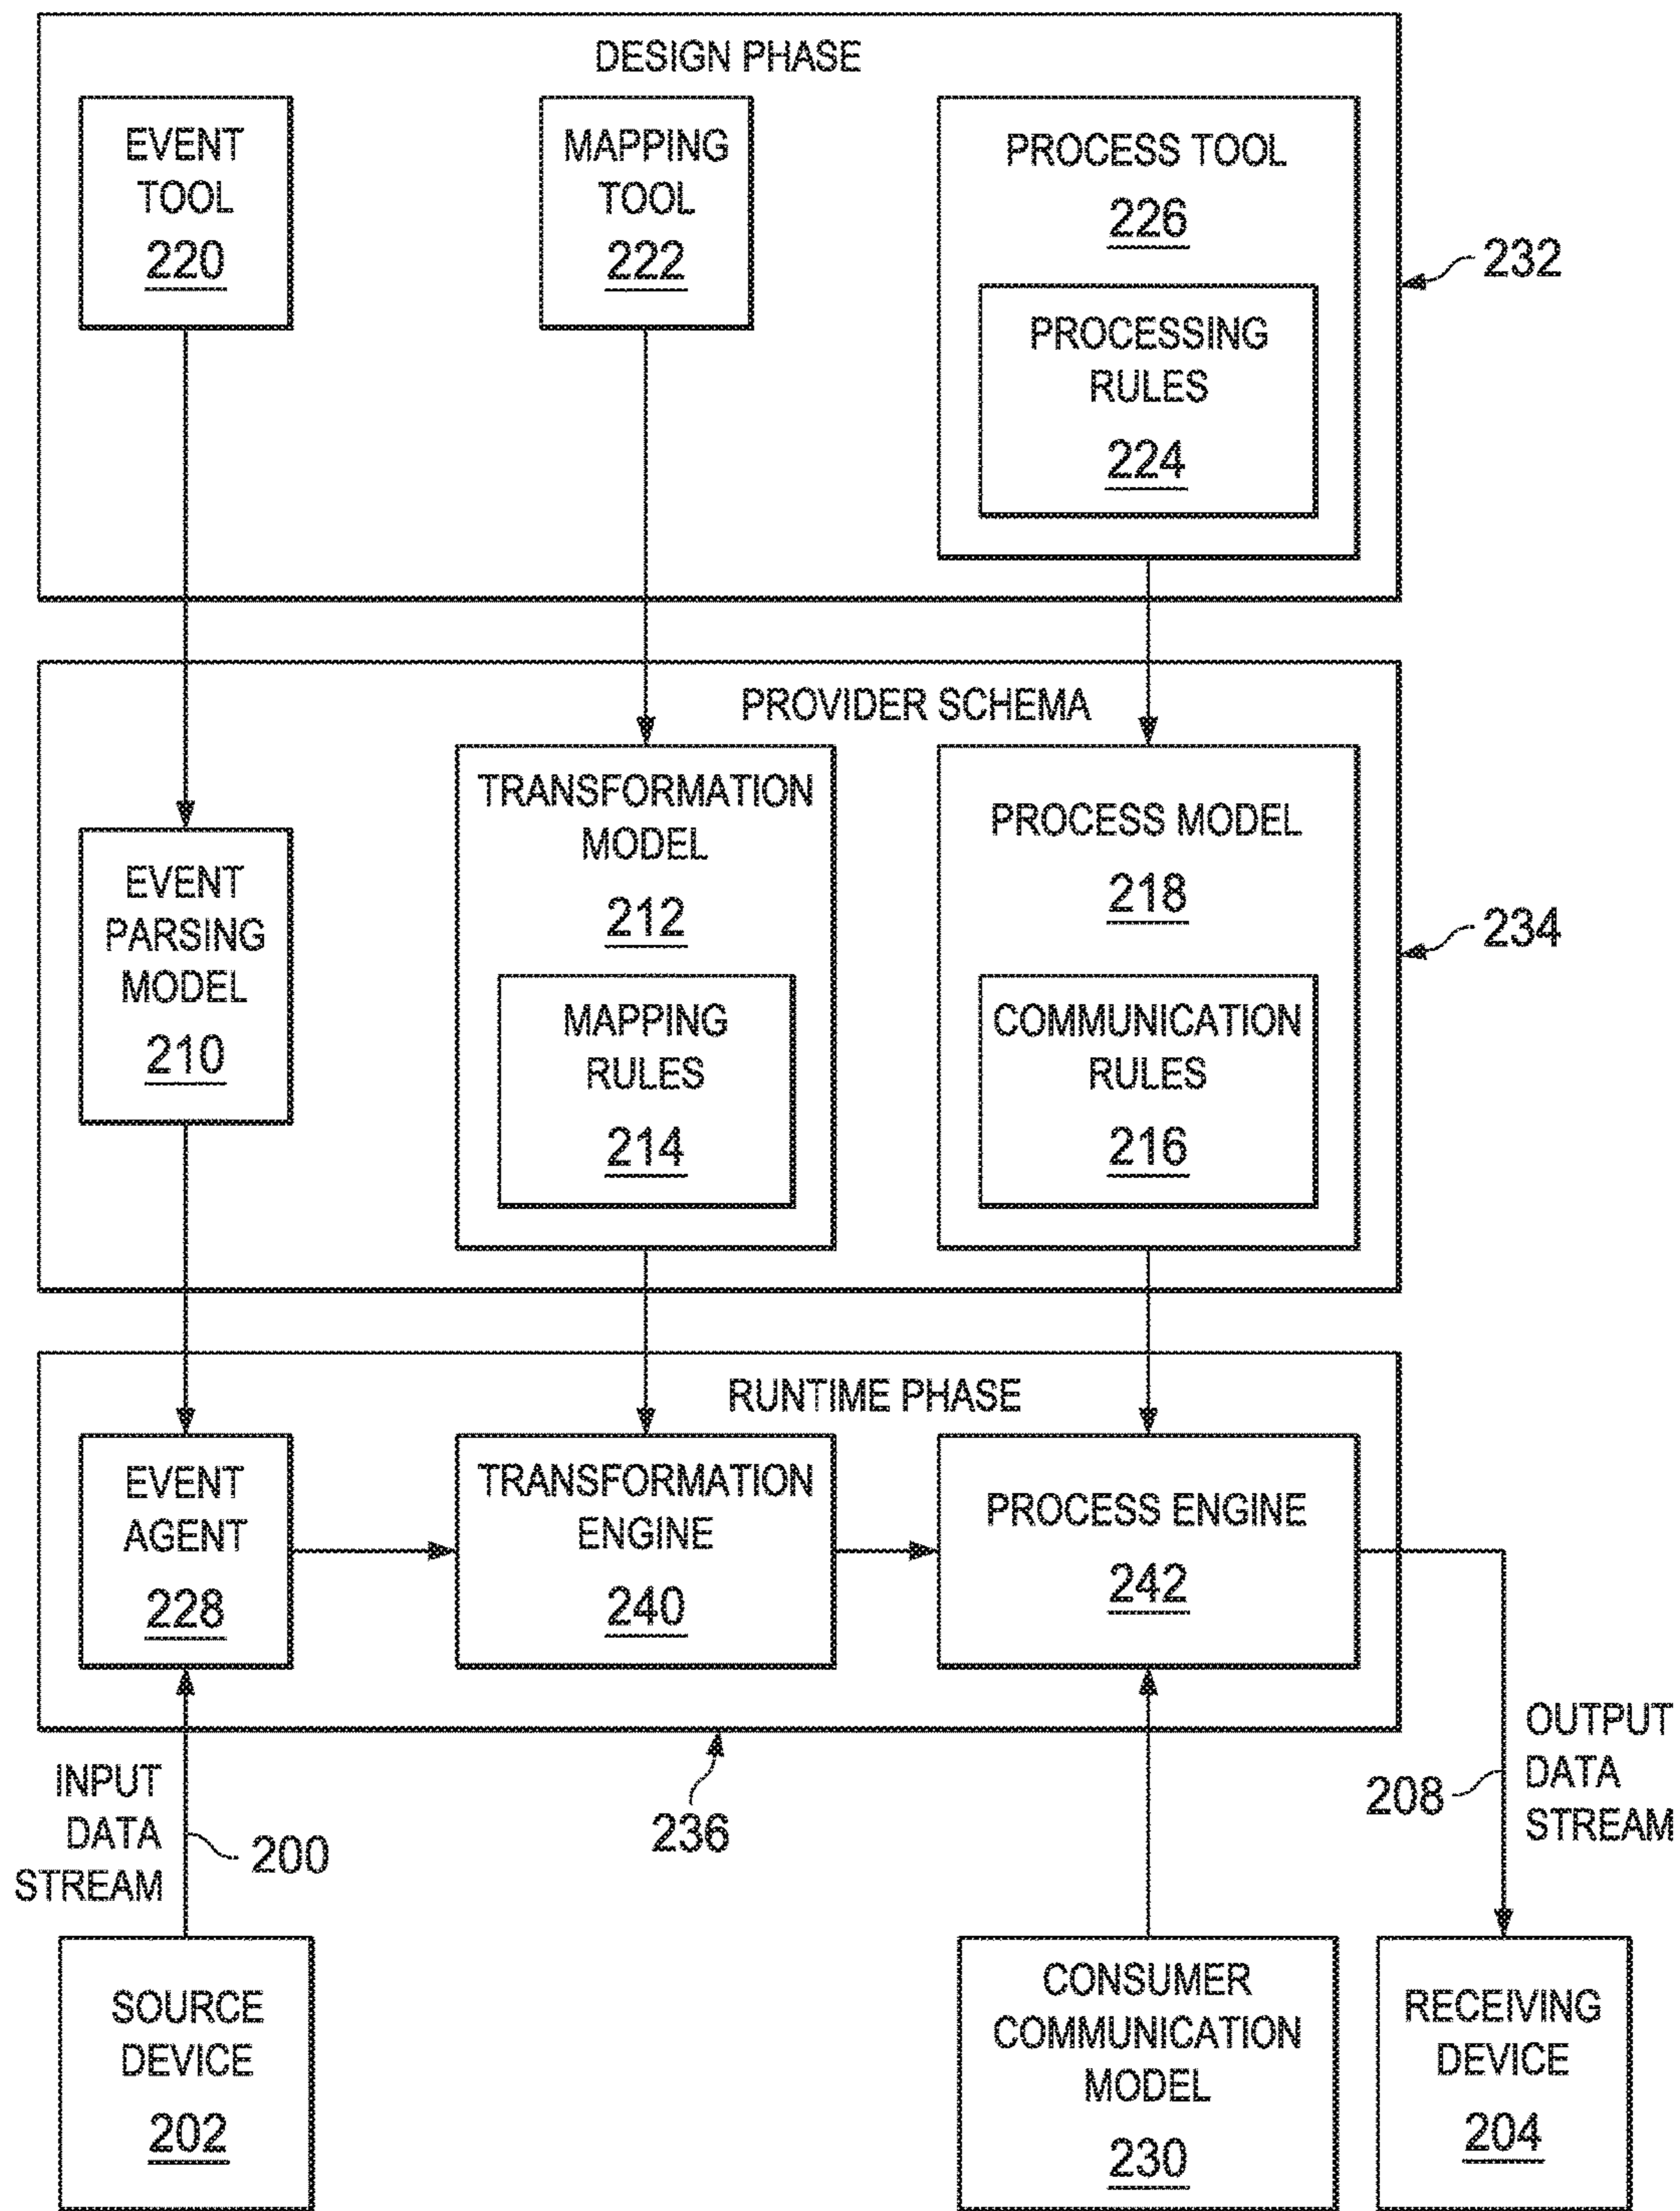 DESIGN PHASE
EVENT
TOOL
220
MAPPING
TOOL
222
PROCESS TOOL
226
PROCESSING
RULES
224
232
PROVIDER SCHEMA
EVENT
PARSING
MODEL
210
TRANSFORMATION
MODEL
212
MAPPING
RULES
214
PROCESS MODEL
218
COMMUNICATION
RULES
216
234
RUNTIME PHASE
EVENT
AGENT
228
TRANSFORMATION
ENGINE
240
PROCESS ENGINE
242
236
INPUT
DATA
STREAM
200
208
OUTPUT
DATA
STREAM
SOURCE
DEVICE
202
CONSUMER
COMMUNICATION
MODEL
230
RECEIVING
DEVICE
204